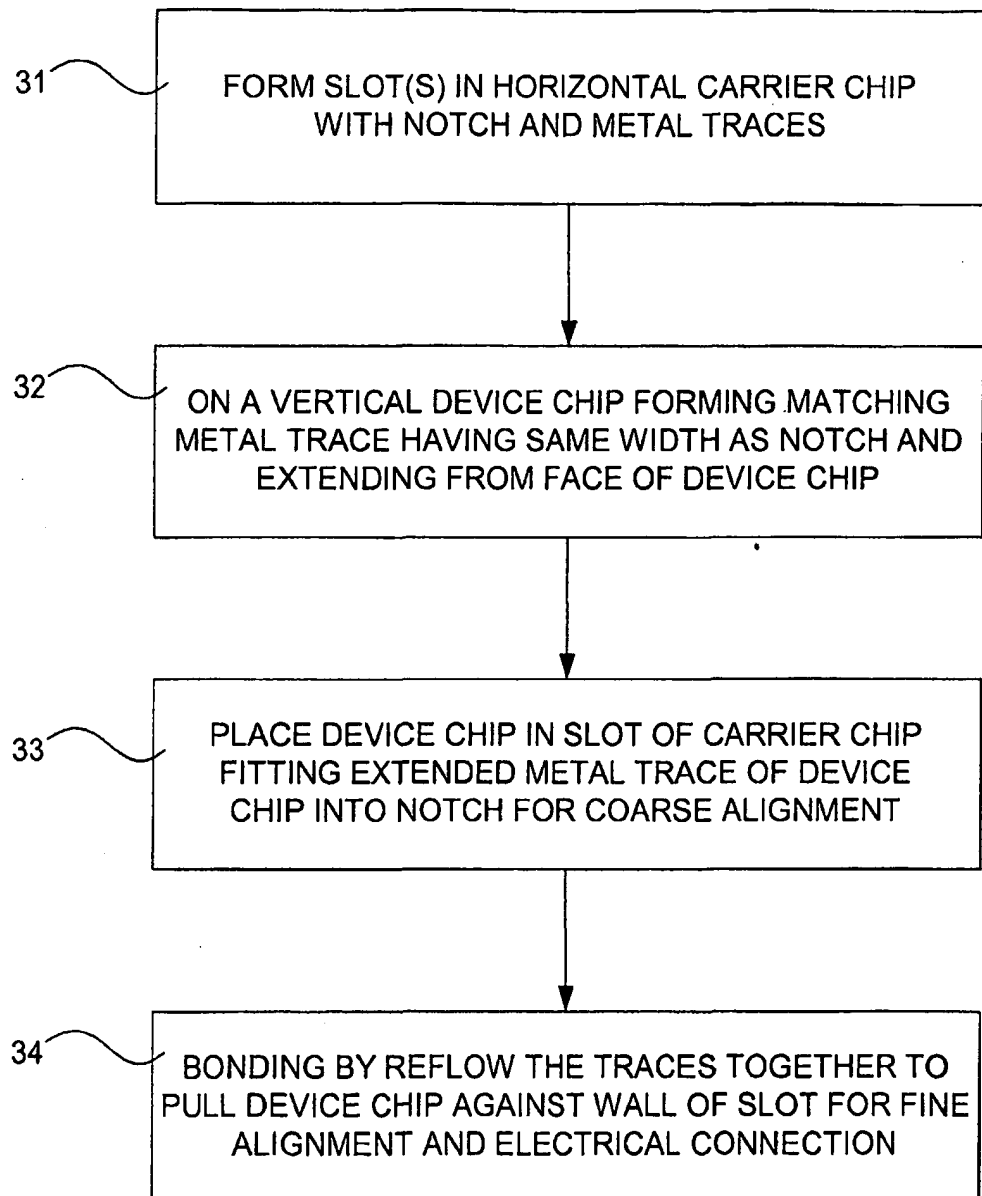 31
FORM SLOT(S) IN HORIZONTAL CARRIER CHIP
WITH NOTCH AND METAL TRACES
32
ON A VERTICAL DEVICE CHIP FORMING MATCHING
METAL TRACE HAVING SAME WIDTH AS NOTCH AND
EXTENDING FROM FACE OF DEVICE CHIP
33
PLACE DEVICE CHIP IN SLOT OF CARRIER CHIP
FITTING EXTENDED METAL TRACE OF DEVICE
CHIP INTO NOTCH FOR COARSE ALIGNMENT
34
BONDING BY REFLOW THE TRACES TOGETHER TO
PULL DEVICE CHIP AGAINST WALL OF SLOT FOR FINE
ALIGNMENT AND ELECTRICAL CONNECTION